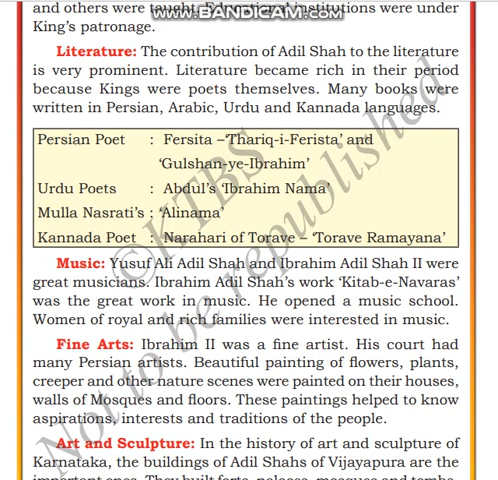 and others were taught. Educational institutions were under
WWW.BANDICAM.COM
King's patronage.
Literature: The contribution of Adil Shah to the literature
is very prominent. Literature became rich in their period
because Kings were poets themselves. Many books were
written in Persian, Arabic, Urdu and Kannada languages.
Persian Poet : Fersita –'Thariq-i-Ferista' and
'Gulshan-ye-Ibrahim'
Urdu Poets : Abdul's 'Ibrahim Nama'
Mulla Nasrati's : 'Alinama'
Kannada Poet : Narahari of Torave – 'Torave Ramayana'
Music: Yusuf Ali Adil Shah and Ibrahim Adil Shah II were
great musicians. Ibrahim Adil Shah's work 'Kitab-e-Navaras'
was the great work in music. He opened a music school.
Women of royal and rich families were interested in music.
Fine Arts: Ibrahim II was a fine artist. His court had
many Persian artists. Beautiful painting of flowers, plants,
creeper and other nature scenes were painted on their houses,
walls of Mosques and floors. These paintings helped to know
aspirations, interests and traditions of the people.
Art and Sculpture: In the history of art and sculpture of
Karnataka, the buildings of Adil Shahs of Vijayapura are the
important ones. They built forts, palaces, mosques and tombs.
©KTBS
Not to be republished